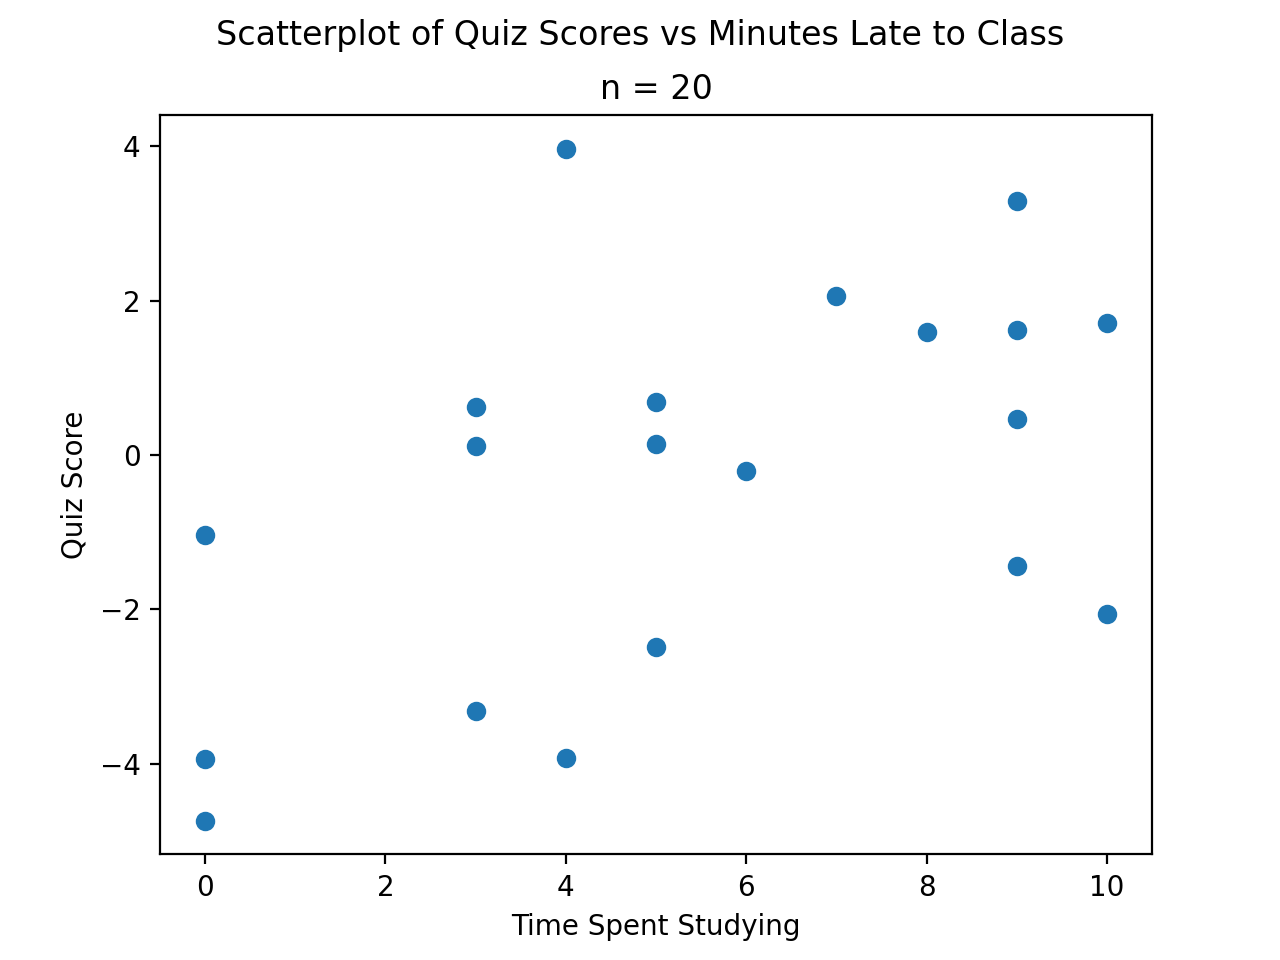 Scatterplot of Quiz Scores vs Minutes Late to Class
n = 20
4
2
0
−2
−4
Quiz Score
0 2 4 6 8 10
Time Spent Studying